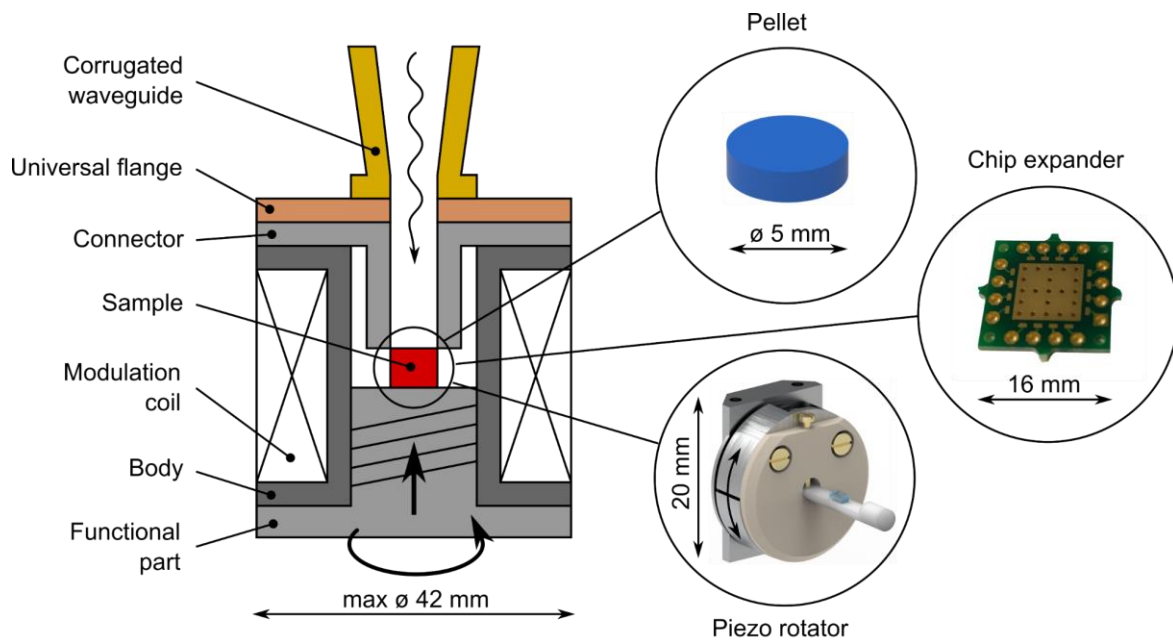 Corrugated
waveguide
Universal flange
Connector
Sample
Modulation
coil
Body
Functional
part
max ø 42 mm
Pellet
ø 5 mm
Chip expander
16 mm
20 mm
Piezo rotator